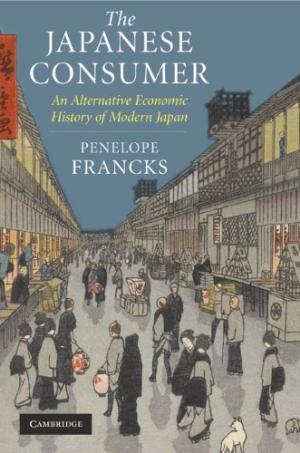 The
JAPANESE
CONSUMER
An Alternative Economic
History of Modern Japan
PENELOPE
FRANCKS
CAMBRIDGE